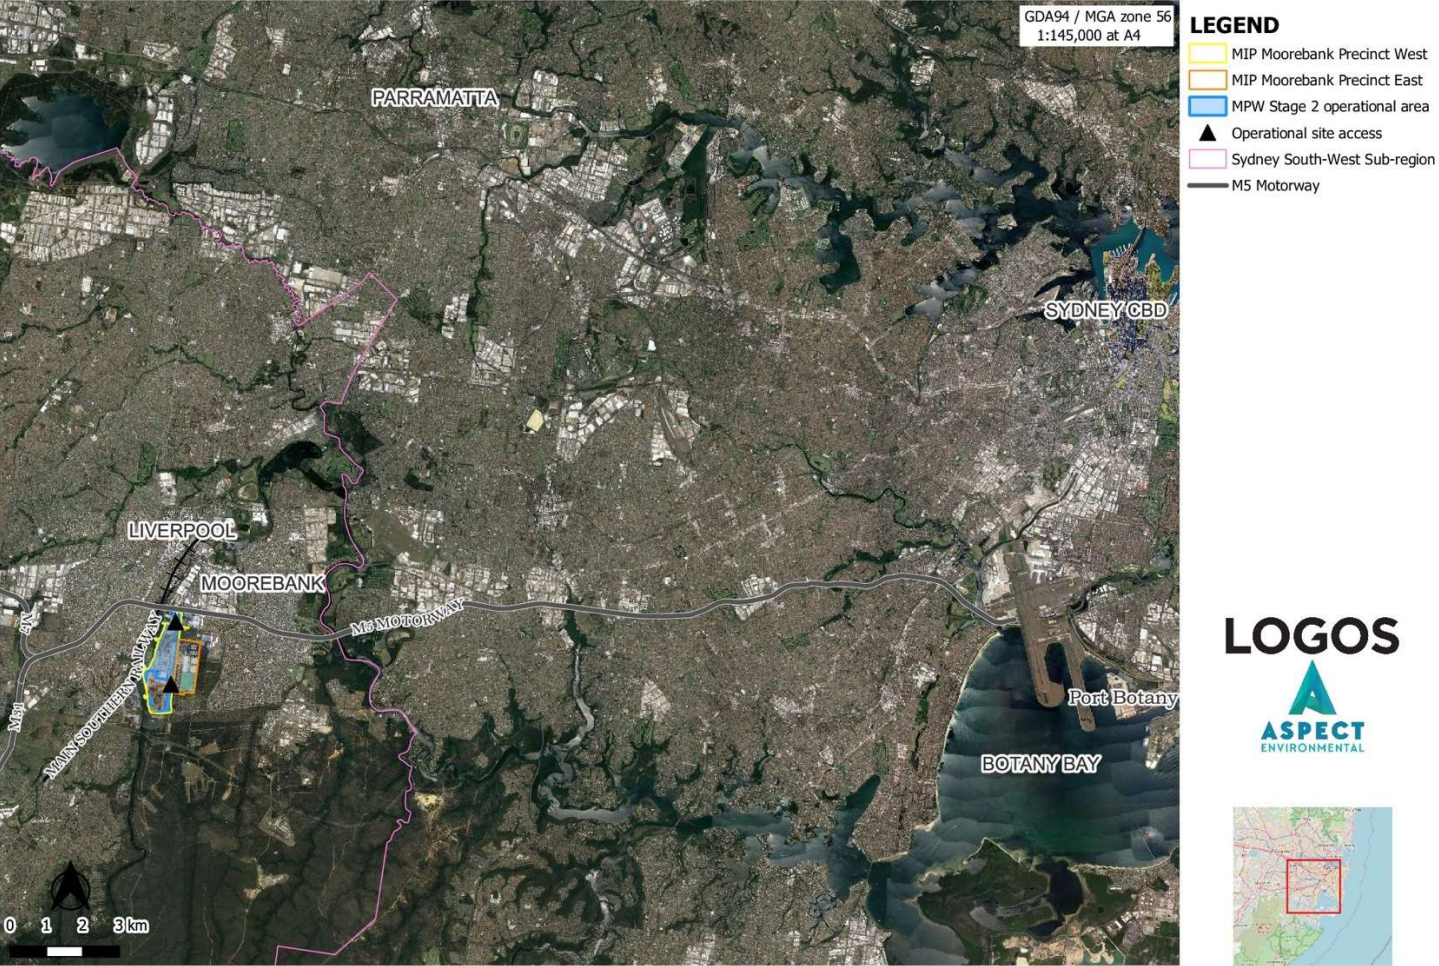 GDA94 / MGA zone 56
1:145,000 at A4
PARRAMATTA
SYDNEY CBD
LIVERPOOL
MOOREBANK
M5 MOTORWAY
M7
M31
MAIN SOUTHERN RAILWAY
Port Botany
BOTANY BAY
0 1 2 3 km
LEGEND
MIP Moorebank Precinct West
MIP Moorebank Precinct East
MPW Stage 2 operational area
Operational site access
Sydney South-West Sub-region
M5 Motorway
LOGOS
ASPECT
ENVIRONMENTAL